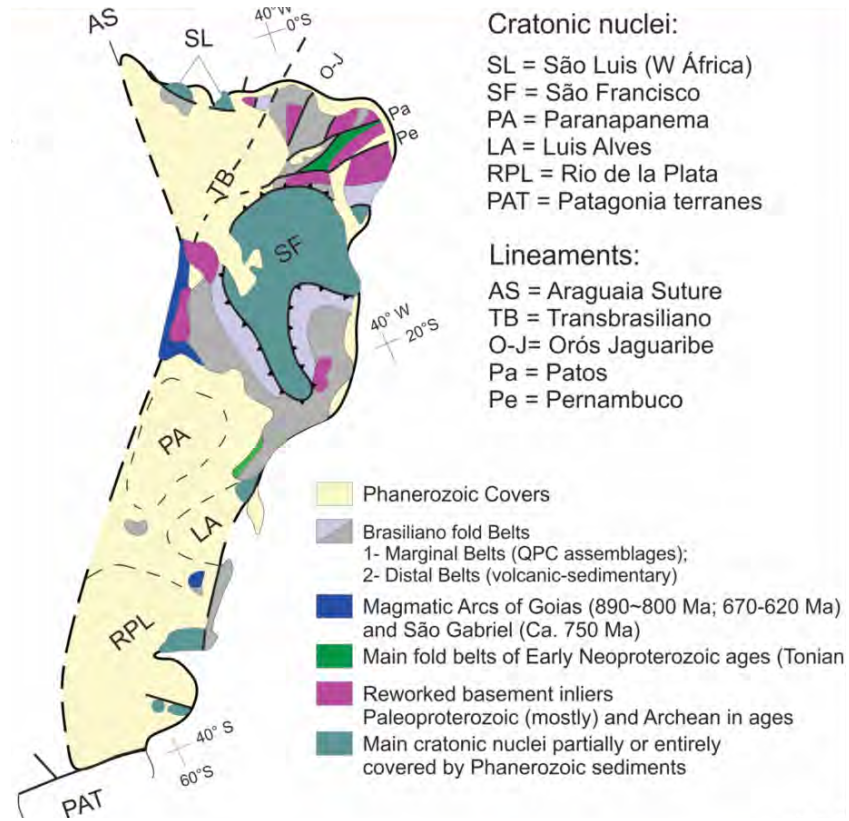 AS
SL
40°W
0°S
O-J
Pa
Pe
TB
SF
40° W
20°S
PA
LA
RPL
40° S
60°S
PAT
Cratonic nuclei:
SL = São Luis (W África)
SF = São Francisco
PA = Paranapanema
LA = Luis Alves
RPL = Rio de la Plata
PAT = Patagonia terranes
Lineaments:
AS = Araguaia Suture
TB = Transbrasiliano
O-J= Orós Jaguaribe
Pa = Patos
Pe = Pernambuco
Phanerozoic Covers
Brasiliano fold Belts
1- Marginal Belts (QPC assemblages);
2- Distal Belts (volcanic-sedimentary)
Magmatic Arcs of Goias (890~800 Ma; 670-620 Ma)
and São Gabriel (Ca. 750 Ma)
Main fold belts of Early Neoproterozoic ages (Tonian
Reworked basement inliers
Paleoproterozoic (mostly) and Archean in ages
Main cratonic nuclei partially or entirely
covered by Phanerozoic sediments